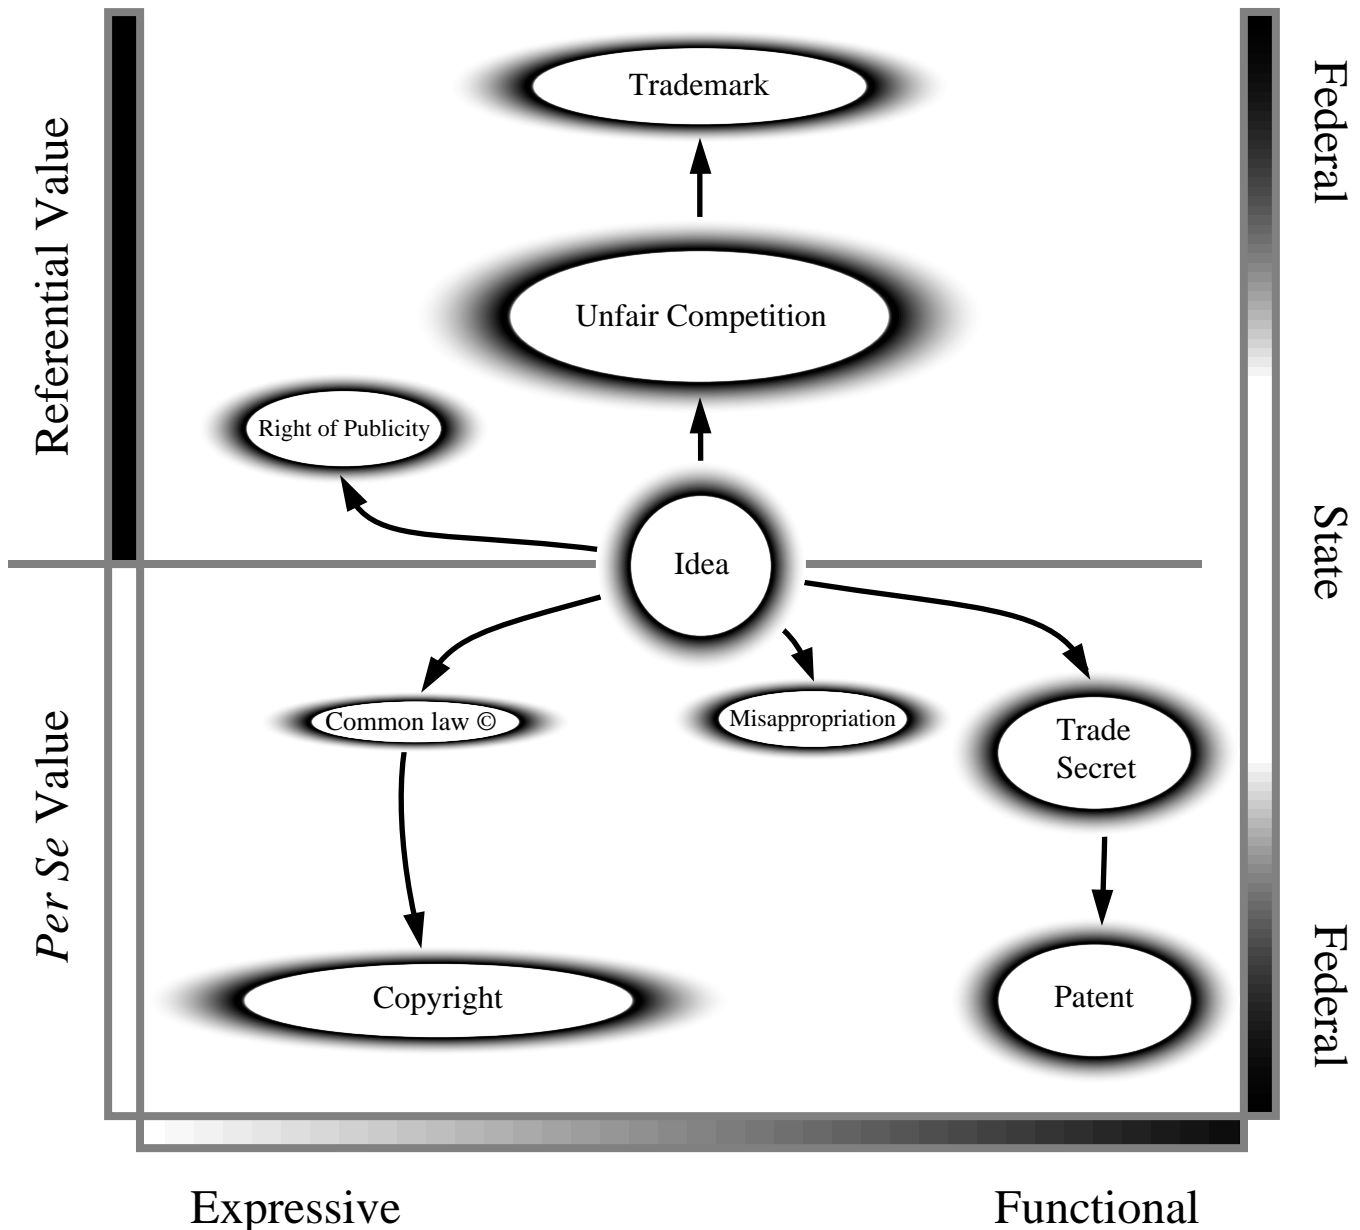 Trademark
Federal
Referential Value
Unfair Competition
Right of Publicity
Idea
State
Common law ©
Misappropriation
Trade
Secret
Per Se Value
Copyright
Patent
Federal
Expressive
Functional